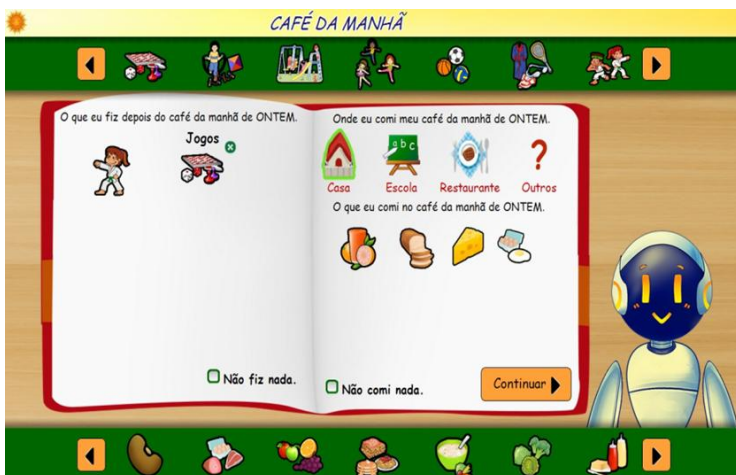 CAFÉ DA MANHÃ
O que eu fiz depois do café da manhã de ONTEM.
Jogos
Não fiz nada.
Onde eu comi meu café da manhã de ONTEM.
a b c
Casa Escola Restaurante Outros
O que eu comi no café da manhã de ONTEM.
Não comi nada.
Continuar